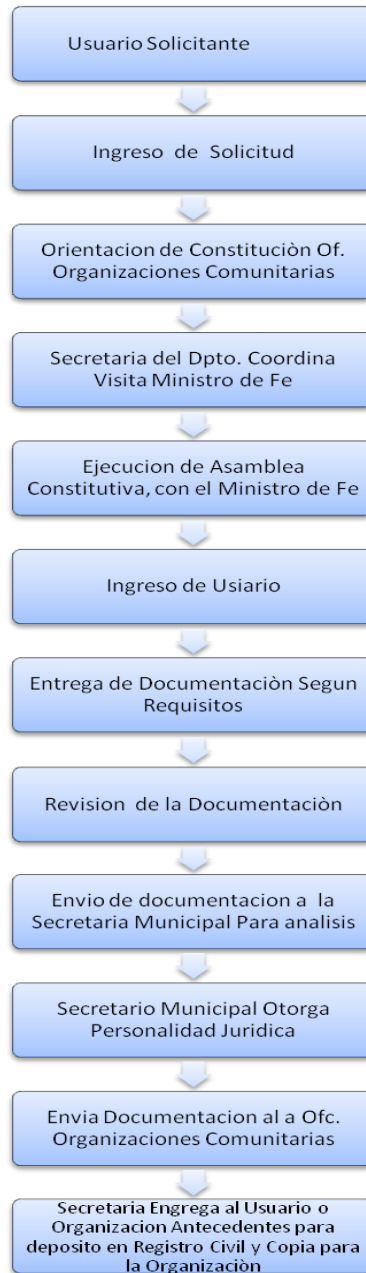 Usuario Solicitante
Ingreso de Solicitud
Orientacion de Constituciòn Of.
Organizaciones Comunitarias
Secretaria del Dpto. Coordina
Visita Ministro de Fe
Ejecucion de Asamblea
Constitutiva, con el Ministro de Fe
Ingreso de Usiario
Entrega de Documentaciòn Segun
Requisitos
Revision de la Documentaciòn
Envio de documentacion a la
Secretaria Municipal Para analisis
Secretario Municipal Otorga
Personalidad Juridica
Envia Documentacion al a Ofc.
Organizaciones Comunitarias
Secretaria Engrega al Usuario o
Organizacion Antecedentes para
deposito en Registro Civil y Copia para
la Organizaciòn